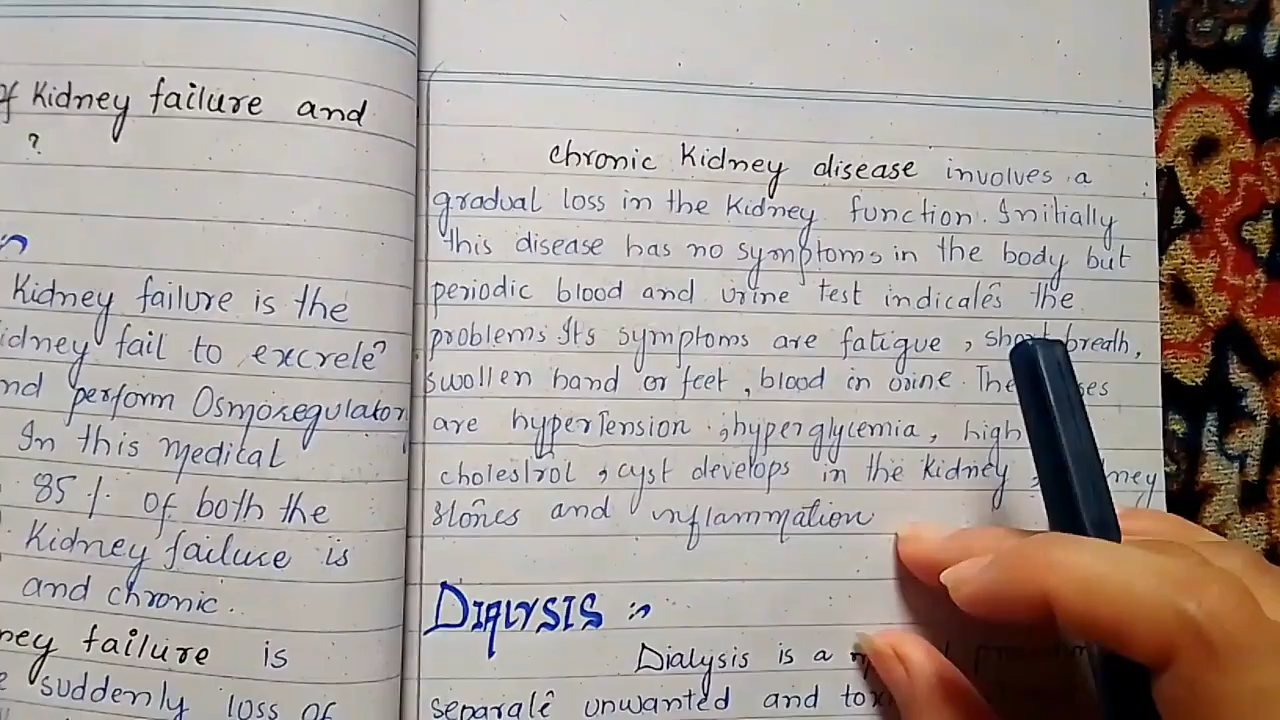 of Kidney failure and
?
Kidney failure is the
idney fail to excrete
nd perform Osmoregulator
In this medical
85 %. of both the
Kidney failure is
and chronic.
ney failure is
suddenly loss of
chronic Kidney disease involves a
gradual loss in the Kidney function. Initially
this disease has no symptoms in the body but
periodic blood and urine test indicates the
problems Its symptoms are fatigue, short breath,
swollen hand or feet, blood in urine. The
are hypertension, hyperglycemia, high
cholestrol, cyst develops in the kidney,
stones and inflammation
DIALYSIS :~
Dialysis is a
separate unwanted and